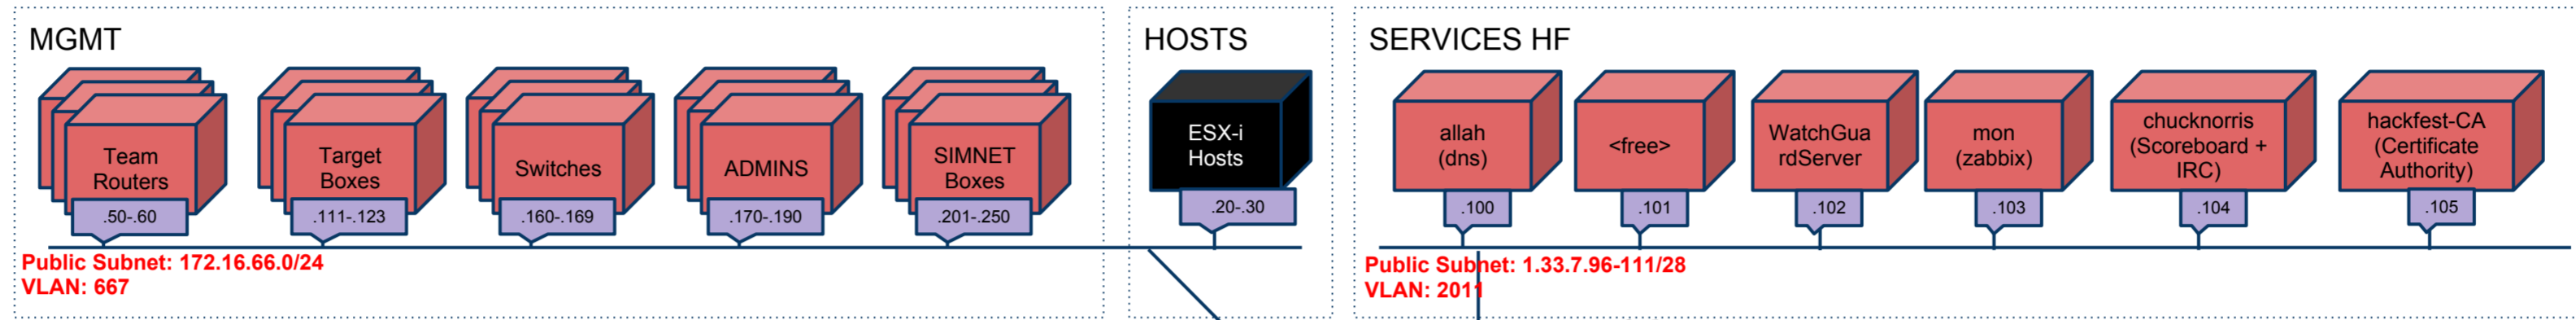 MGMT
Team
Routers
.50-.60
Target
Boxes
.111-.123
Switches
.160-.169
ADMINS
.170-.190
SIMNET
Boxes
.201-.250
Public Subnet: 172.16.66.0/24
VLAN: 667
HOSTS
ESX-i
Hosts
.20-.30
SERVICES HF
allah
(dns)
.100
<free>
.101
WatchGua
rdServer
.102
mon
(zabbix)
.103
chucknorris
(Scoreboard +
IRC)
.104
hackfest-CA
(Certificate
Authority)
.105
Public Subnet: 1.33.7.96-111/28
VLAN: 2011